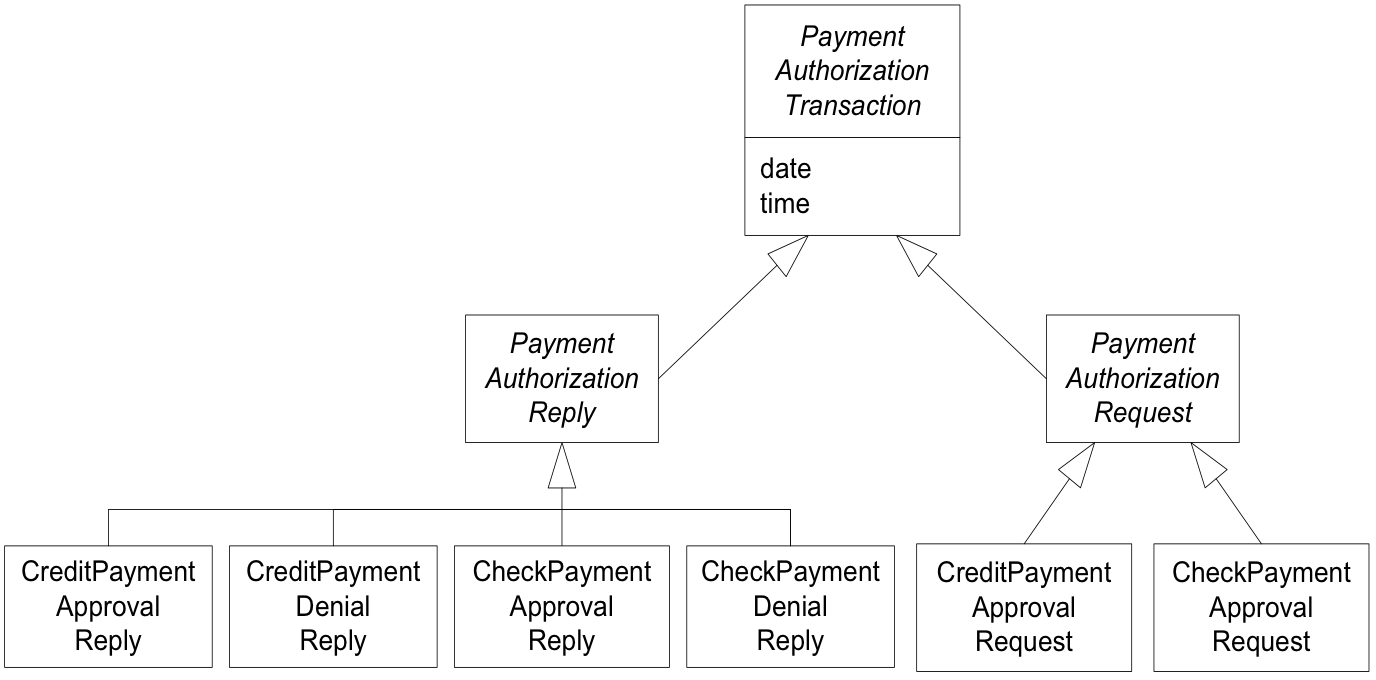 Payment
Authorization
Transaction
date
time
Payment
Authorization
Reply
Payment
Authorization
Request
CreditPayment
Approval
Reply
CreditPayment
Denial
Reply
CheckPayment
Approval
Reply
CheckPayment
Denial
Reply
CreditPayment
Approval
Request
CheckPayment
Approval
Request